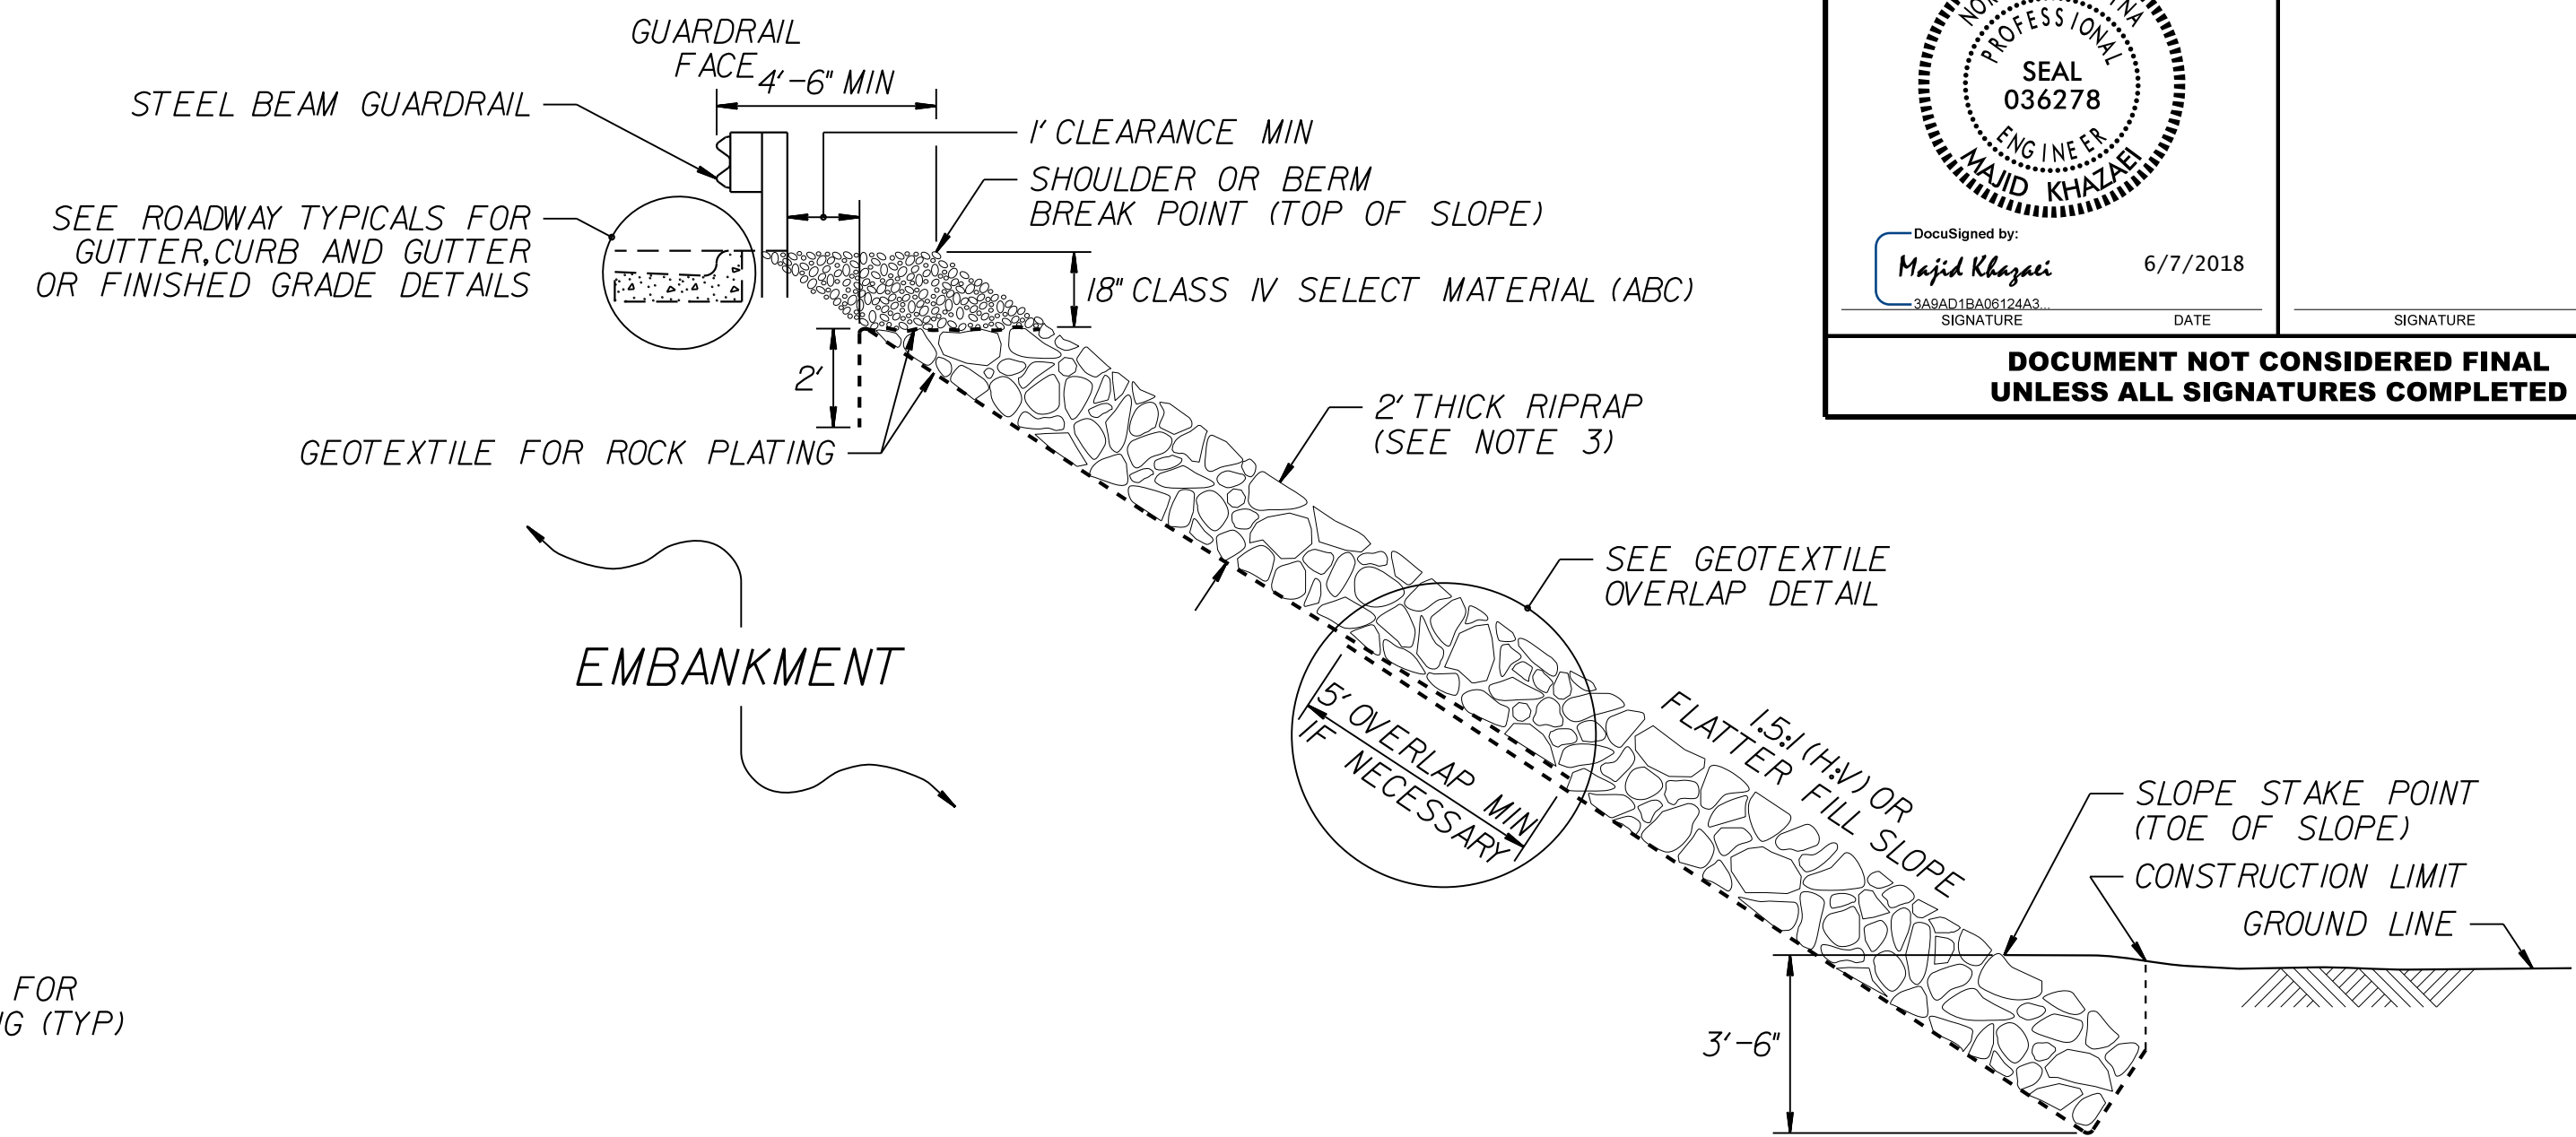 GUARDRAIL
FACE
4'-6" MIN
STEEL BEAM GUARDRAIL
1' CLEARANCE MIN
SHOULDER OR BERM
BREAK POINT (TOP OF SLOPE)
SEE ROADWAY TYPICALS FOR
GUTTER, CURB AND GUTTER
OR FINISHED GRADE DETAILS
18" CLASS IV SELECT MATERIAL (ABC)
2'
GEOTEXTILE FOR ROCK PLATING
2' THICK RIPRAP
(SEE NOTE 3)
SEE GEOTEXTILE
OVERLAP DETAIL
EMBANKMENT
5' OVERLAP MIN
IF NECESSARY
1.5:1 (H:V) OR
FLATTER FILL SLOPE
SLOPE STAKE POINT
(TOE OF SLOPE)
CONSTRUCTION LIMIT
GROUND LINE
3'-6"
FOR
(TYP)
PROFESSIONAL
SEAL
036278
ENGINEER
MAJID KHAZAEI
DocuSigned by:
Majid Khazaei
6/7/2018
3A9AD1BA06124A3...
SIGNATURE
DATE
SIGNATURE
DOCUMENT NOT CONSIDERED FINAL
UNLESS ALL SIGNATURES COMPLETED